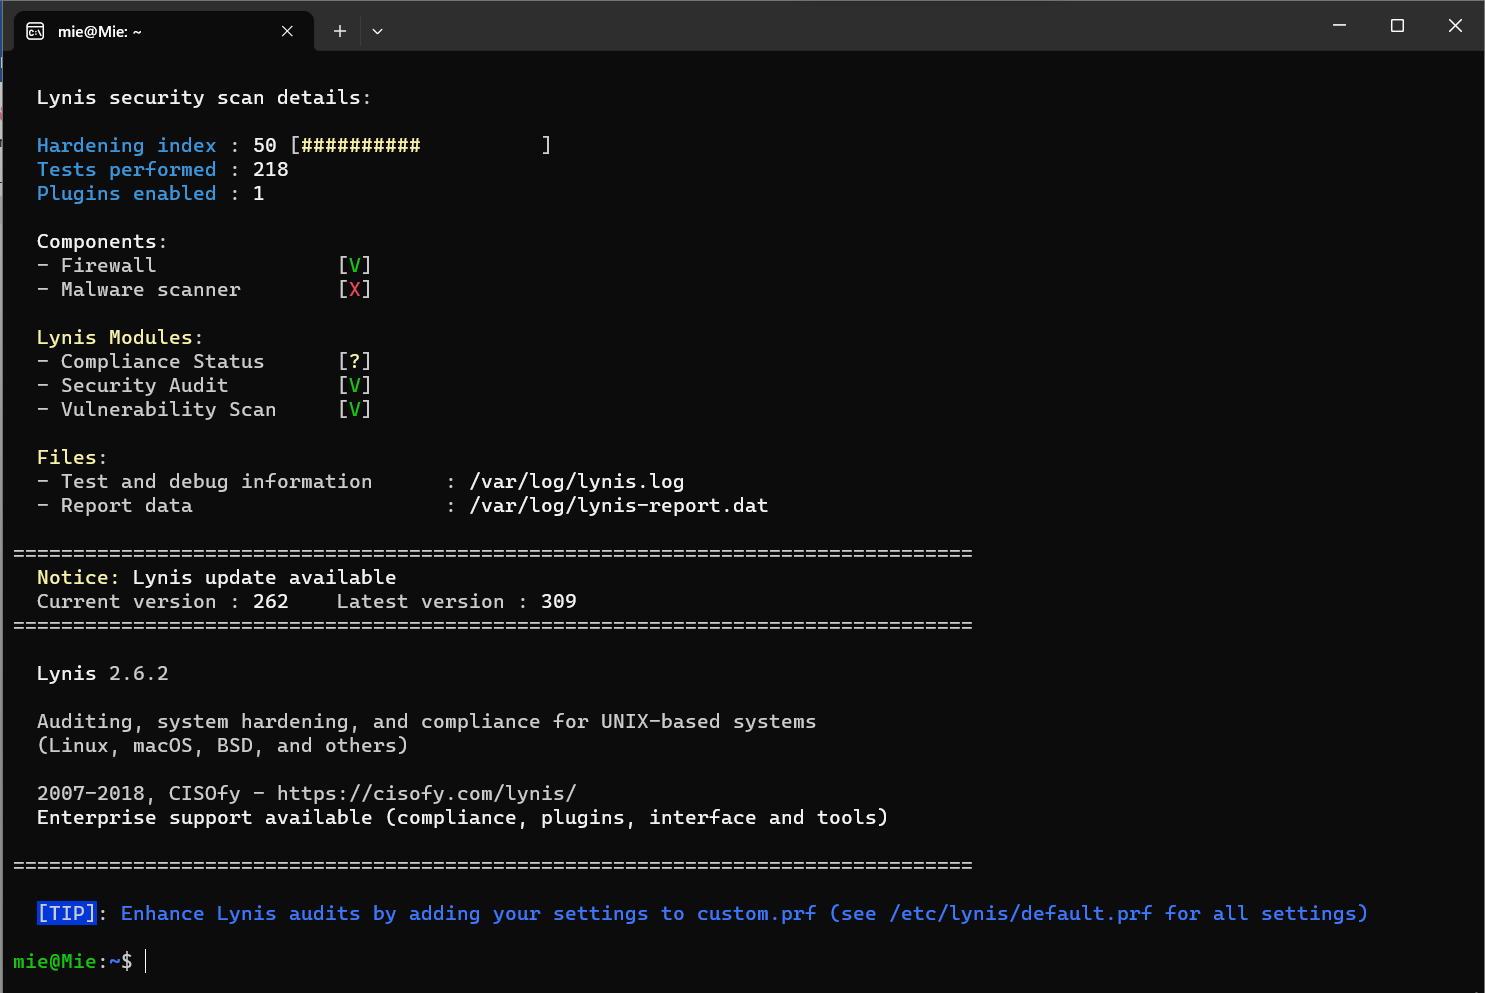 mie@Mie: ~
Lynis security scan details:
Hardening index : 50 [##########          ]
Tests performed : 218
Plugins enabled : 1
Components:
- Firewall               [V]
- Malware scanner        [X]
Lynis Modules:
- Compliance Status      [?]
- Security Audit         [V]
- Vulnerability Scan     [V]
Files:
- Test and debug information      : /var/log/lynis.log
- Report data                     : /var/log/lynis-report.dat
================================================================================
Notice: Lynis update available
Current version : 262    Latest version : 309
================================================================================
Lynis 2.6.2
Auditing, system hardening, and compliance for UNIX-based systems
(Linux, macOS, BSD, and others)
2007-2018, CISOfy - https://cisofy.com/lynis/
Enterprise support available (compliance, plugins, interface and tools)
================================================================================
[TIP]: Enhance Lynis audits by adding your settings to custom.prf (see /etc/lynis/default.prf for all settings)
mie@Mie:~$